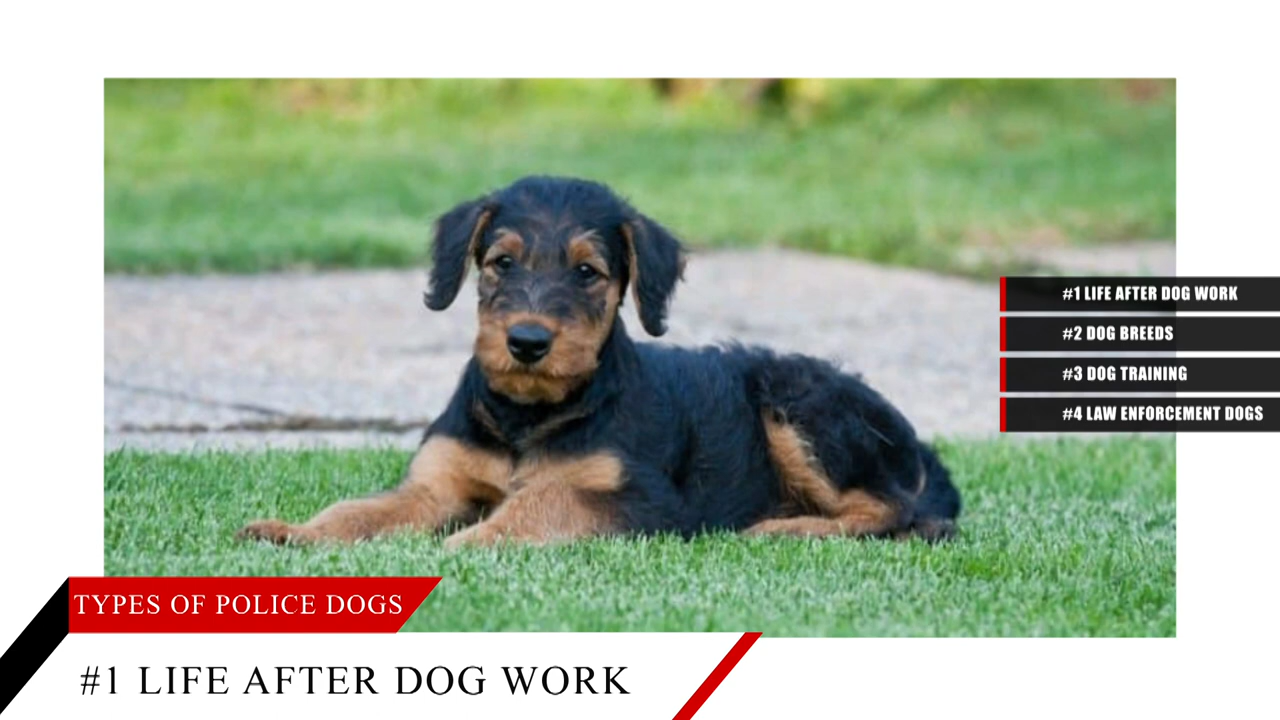 #1 LIFE AFTER DOG WORK
#2 DOG BREEDS
#3 DOG TRAINING
#4 LAW ENFORCEMENT DOGS
TYPES OF POLICE DOGS
#1 LIFE AFTER DOG WORK